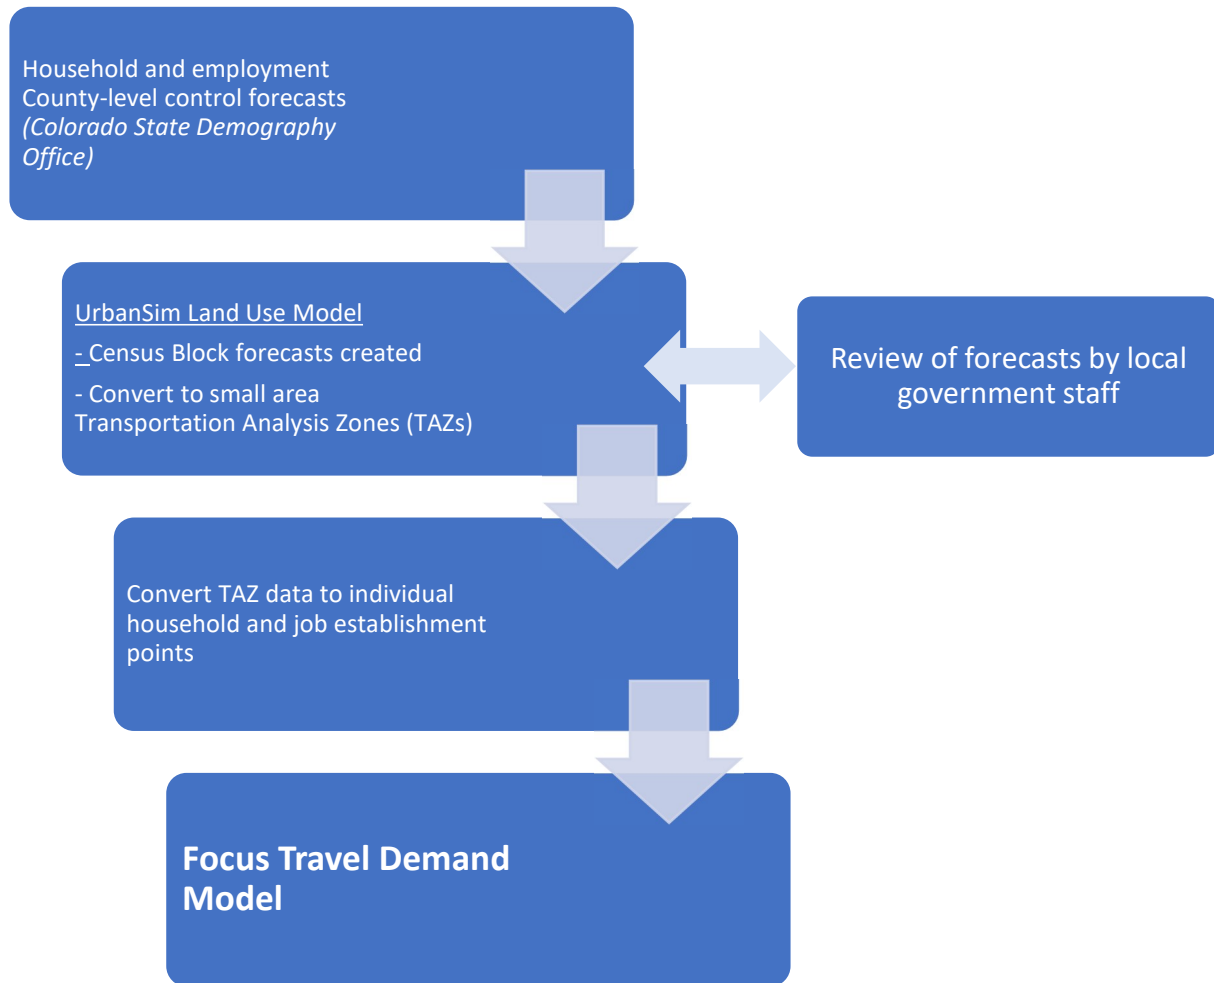 Household and employment
County-level control forecasts
(Colorado State Demography
Office)
UrbanSim Land Use Model
- Census Block forecasts created
- Convert to small area
Transportation Analysis Zones (TAZs)
Review of forecasts by local
government staff
Convert TAZ data to individual
household and job establishment
points
Focus Travel Demand
Model